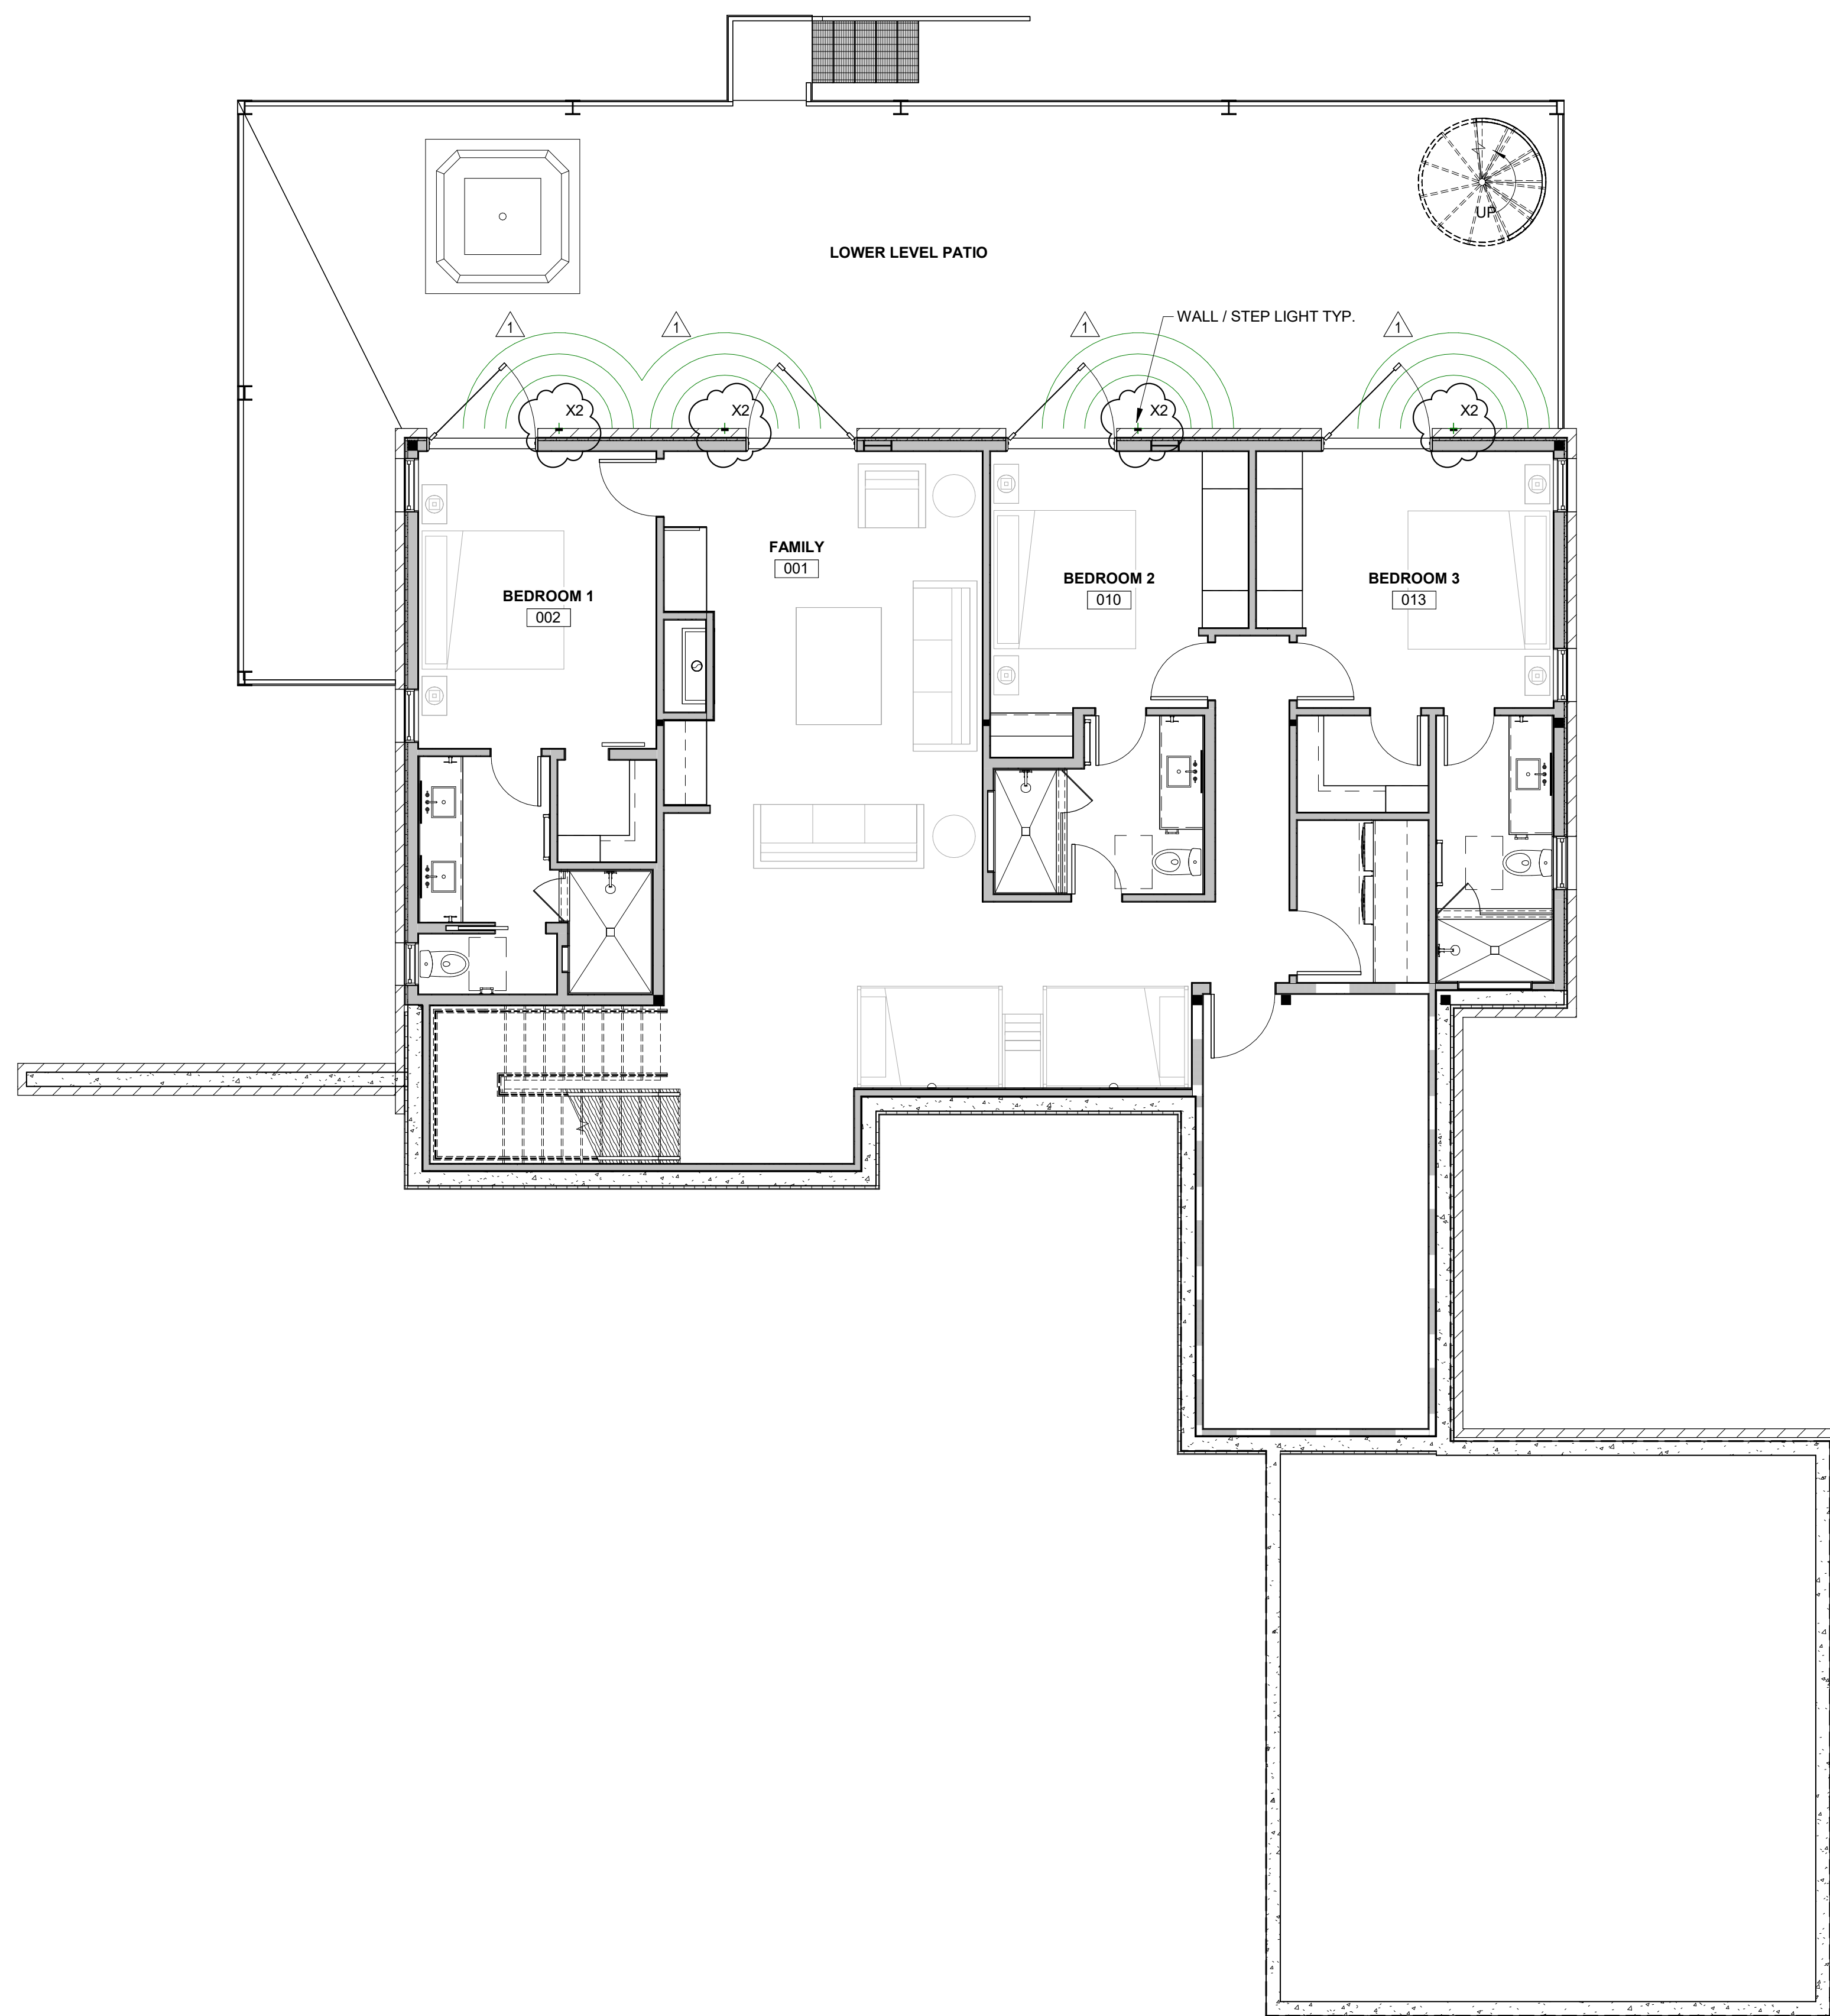 UP
LOWER LEVEL PATIO
WALL / STEP LIGHT TYP.
1
1
1
1
X2
X2
X2
X2
FAMILY
001
BEDROOM 1
002
BEDROOM 2
010
BEDROOM 3
013